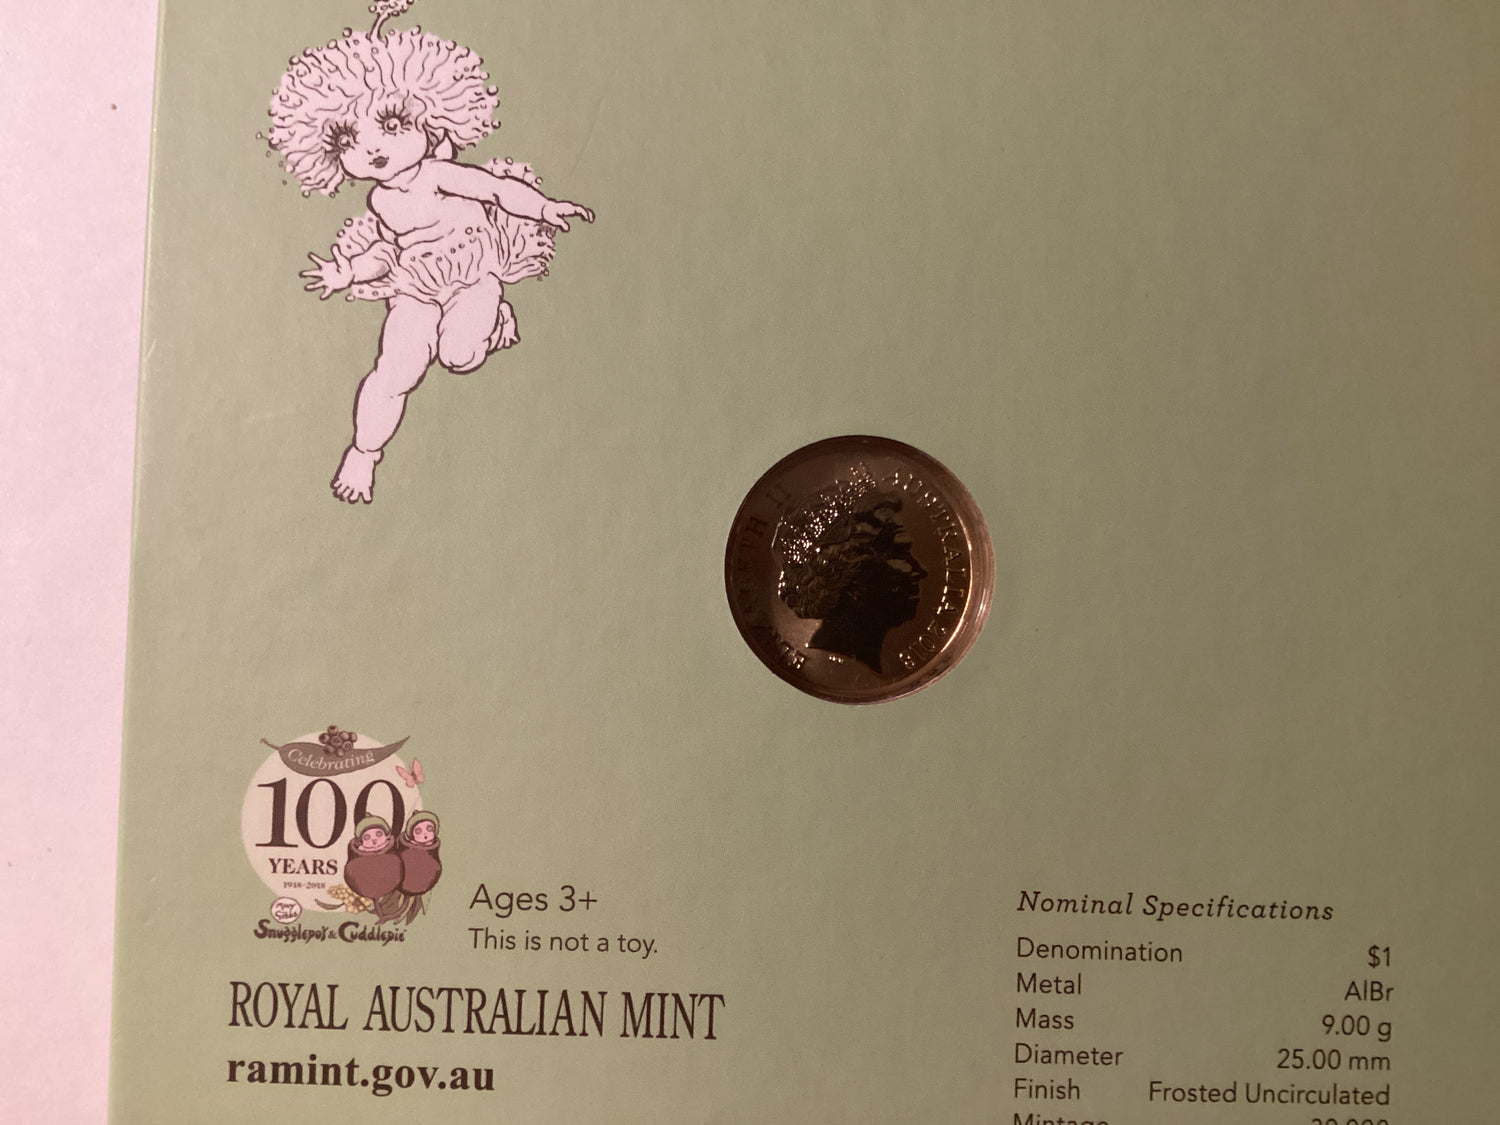 ELIZABETH II
AUSTRALIA 2018
Celebrating
100
YEARS
1918-2018
May
Gibbs
Snugglepot & Cuddlepie
Ages 3+
This is not a toy.
ROYAL AUSTRALIAN MINT
ramint.gov.au
Nominal Specifications
Denomination $1
Metal AlBr
Mass 9.00 g
Diameter 25.00 mm
Finish Frosted Uncirculated
Mintage